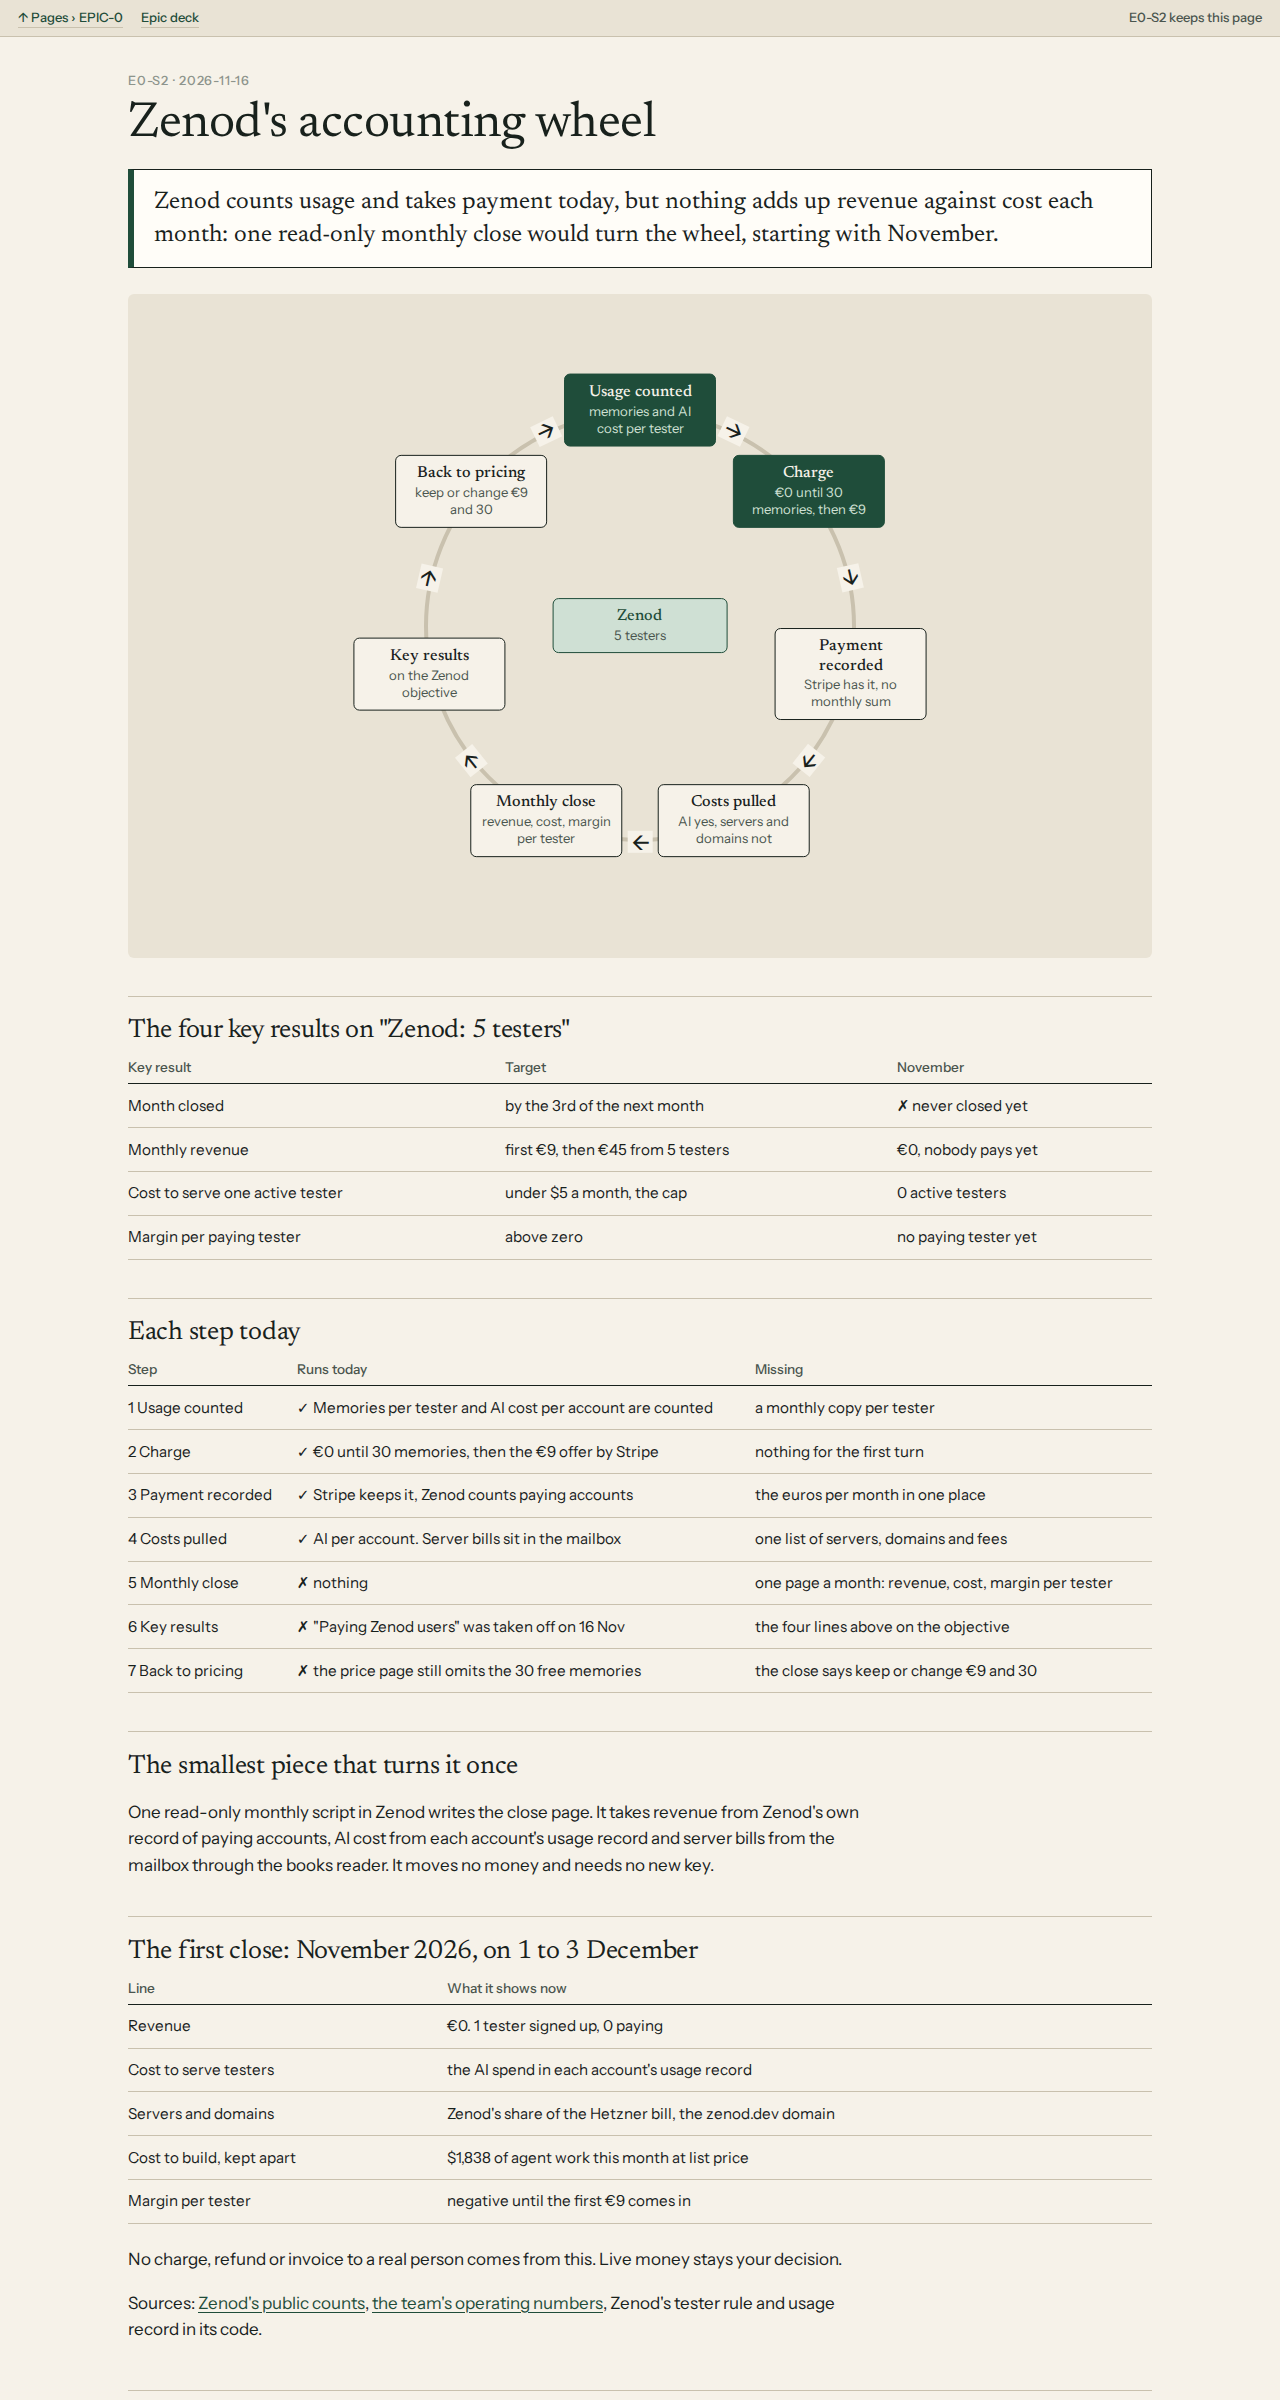 ↑ Pages › EPIC-0 Epic deck E0-S2 keeps this page
E0-S2 · 2026-11-16
Zenod's accounting wheel
Zenod counts usage and takes payment today, but nothing adds up revenue against cost each
month: one read-only monthly close would turn the wheel, starting with November.
Usage counted
memories and AI
cost per tester
→
→
Back to pricing
keep or change €9
and 30
Charge
€0 until 30
memories, then €9
↑
↓
Zenod
5 testers
Key results
on the Zenod
objective
Payment
recorded
Stripe has it, no
monthly sum
↖
↙
Monthly close
revenue, cost, margin
per tester
←
Costs pulled
AI yes, servers and
domains not
The four key results on "Zenod: 5 testers"
Key result Target November
Month closed by the 3rd of the next month ✗ never closed yet
Monthly revenue first €9, then €45 from 5 testers €0, nobody pays yet
Cost to serve one active tester under $5 a month, the cap 0 active testers
Margin per paying tester above zero no paying tester yet
Each step today
Step Runs today Missing
1 Usage counted ✓ Memories per tester and AI cost per account are counted a monthly copy per tester
2 Charge ✓ €0 until 30 memories, then the €9 offer by Stripe nothing for the first turn
3 Payment recorded ✓ Stripe keeps it, Zenod counts paying accounts the euros per month in one place
4 Costs pulled ✓ AI per account. Server bills sit in the mailbox one list of servers, domains and fees
5 Monthly close ✗ nothing one page a month: revenue, cost, margin per tester
6 Key results ✗ "Paying Zenod users" was taken off on 16 Nov the four lines above on the objective
7 Back to pricing ✗ the price page still omits the 30 free memories the close says keep or change €9 and 30
The smallest piece that turns it once
One read-only monthly script in Zenod writes the close page. It takes revenue from Zenod's own
record of paying accounts, AI cost from each account's usage record and server bills from the
mailbox through the books reader. It moves no money and needs no new key.
The first close: November 2026, on 1 to 3 December
Line What it shows now
Revenue €0. 1 tester signed up, 0 paying
Cost to serve testers the AI spend in each account's usage record
Servers and domains Zenod's share of the Hetzner bill, the zenod.dev domain
Cost to build, kept apart $1,838 of agent work this month at list price
Margin per tester negative until the first €9 comes in
No charge, refund or invoice to a real person comes from this. Live money stays your decision.
Sources: Zenod's public counts, the team's operating numbers, Zenod's tester rule and usage
record in its code.